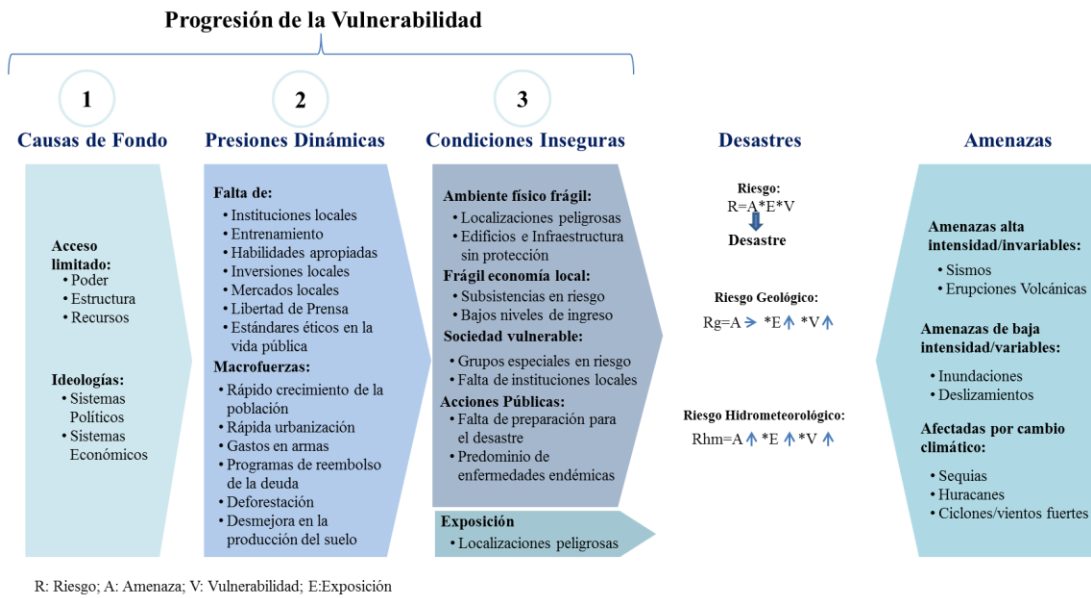 Progresión de la Vulnerabilidad
1
Causas de Fondo
Acceso
limitado:
• Poder
• Estructura
• Recursos
Ideologías:
• Sistemas
Políticos
• Sistemas
Económicos
2
Presiones Dinámicas
Falta de:
• Instituciones locales
• Entrenamiento
• Habilidades apropiadas
• Inversiones locales
• Mercados locales
• Libertad de Prensa
• Estándares éticos en la
vida pública
Macrofuerzas:
• Rápido crecimiento de la
población
• Rápida urbanización
• Gastos en armas
• Programas de reembolso
de la deuda
• Deforestación
• Desmejora en la
producción del suelo
3
Condiciones Inseguras
Ambiente físico frágil:
• Localizaciones peligrosas
• Edificios e Infraestructura
sin protección
Frágil economía local:
• Subsistencias en riesgo
• Bajos niveles de ingreso
Sociedad vulnerable:
• Grupos especiales en riesgo
• Falta de instituciones locales
Acciones Públicas:
• Falta de preparación para
el desastre
• Predominio de
enfermedades endémicas
Exposición
• Localizaciones peligrosas
Desastres
Riesgo:
R=A*E*V
Desastre
Riesgo Geológico:
Rg=A → *E ↑ *V ↑
Riesgo Hidrometeorológico:
Rhm=A ↑ *E ↑ *V ↑
Amenazas
Amenazas alta
intensidad/invariables:
• Sismos
• Erupciones Volcánicas
Amenazas de baja
intensidad/variables:
• Inundaciones
• Deslizamientos
Afectadas por cambio
climático:
• Sequias
• Huracanes
• Ciclones/vientos fuertes
R: Riesgo; A: Amenaza; V: Vulnerabilidad; E:Exposición